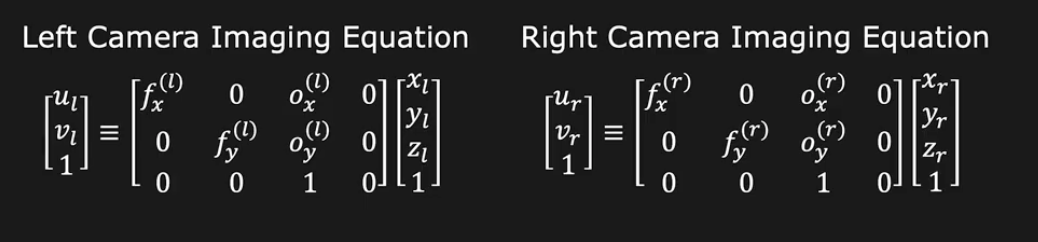 Left Camera Imaging Equation
[u_l; v_l; 1] ≡ [f_x^(l) 0 o_x^(l) 0; 0 f_y^(l) o_y^(l) 0; 0 0 1 0] [x_l; y_l; z_l; 1]
Right Camera Imaging Equation
[u_r; v_r; 1] ≡ [f_x^(r) 0 o_x^(r) 0; 0 f_y^(r) o_y^(r) 0; 0 0 1 0] [x_r; y_r; z_r; 1]